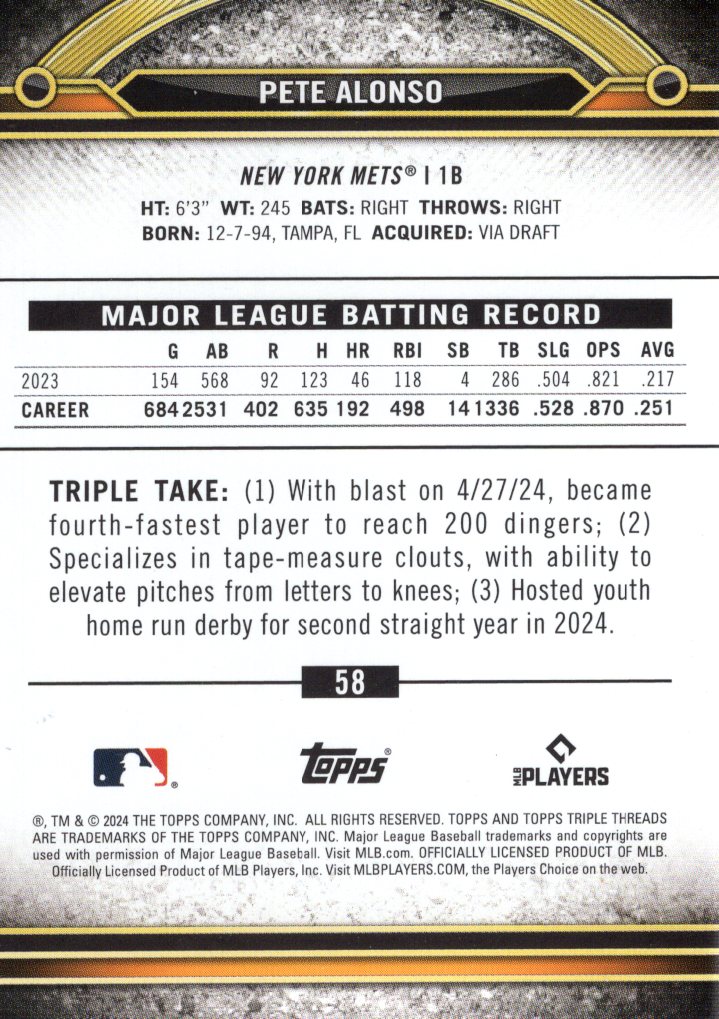 PETE ALONSO
NEW YORK METS® | 1B
HT: 6'3" WT: 245 BATS: RIGHT THROWS: RIGHT
BORN: 12-7-94, TAMPA, FL ACQUIRED: VIA DRAFT
MAJOR LEAGUE BATTING RECORD
G AB R H HR RBI SB TB SLG OPS AVG
2023 154 568 92 123 46 118 4 286 .504 .821 .217
CAREER 684 2531 402 635 192 498 14 1336 .528 .870 .251
TRIPLE TAKE: (1) With blast on 4/27/24, became
fourth-fastest player to reach 200 dingers; (2)
Specializes in tape-measure clouts, with ability to
elevate pitches from letters to knees; (3) Hosted youth
home run derby for second straight year in 2024.
58
®
Topps®
MLB PLAYERS
®, TM & © 2024 THE TOPPS COMPANY, INC. ALL RIGHTS RESERVED. TOPPS AND TOPPS TRIPLE THREADS
ARE TRADEMARKS OF THE TOPPS COMPANY, INC. Major League Baseball trademarks and copyrights are
used with permission of Major League Baseball. Visit MLB.com. OFFICIALLY LICENSED PRODUCT OF MLB.
Officially Licensed Product of MLB Players, Inc. Visit MLBPLAYERS.COM, the Players Choice on the web.